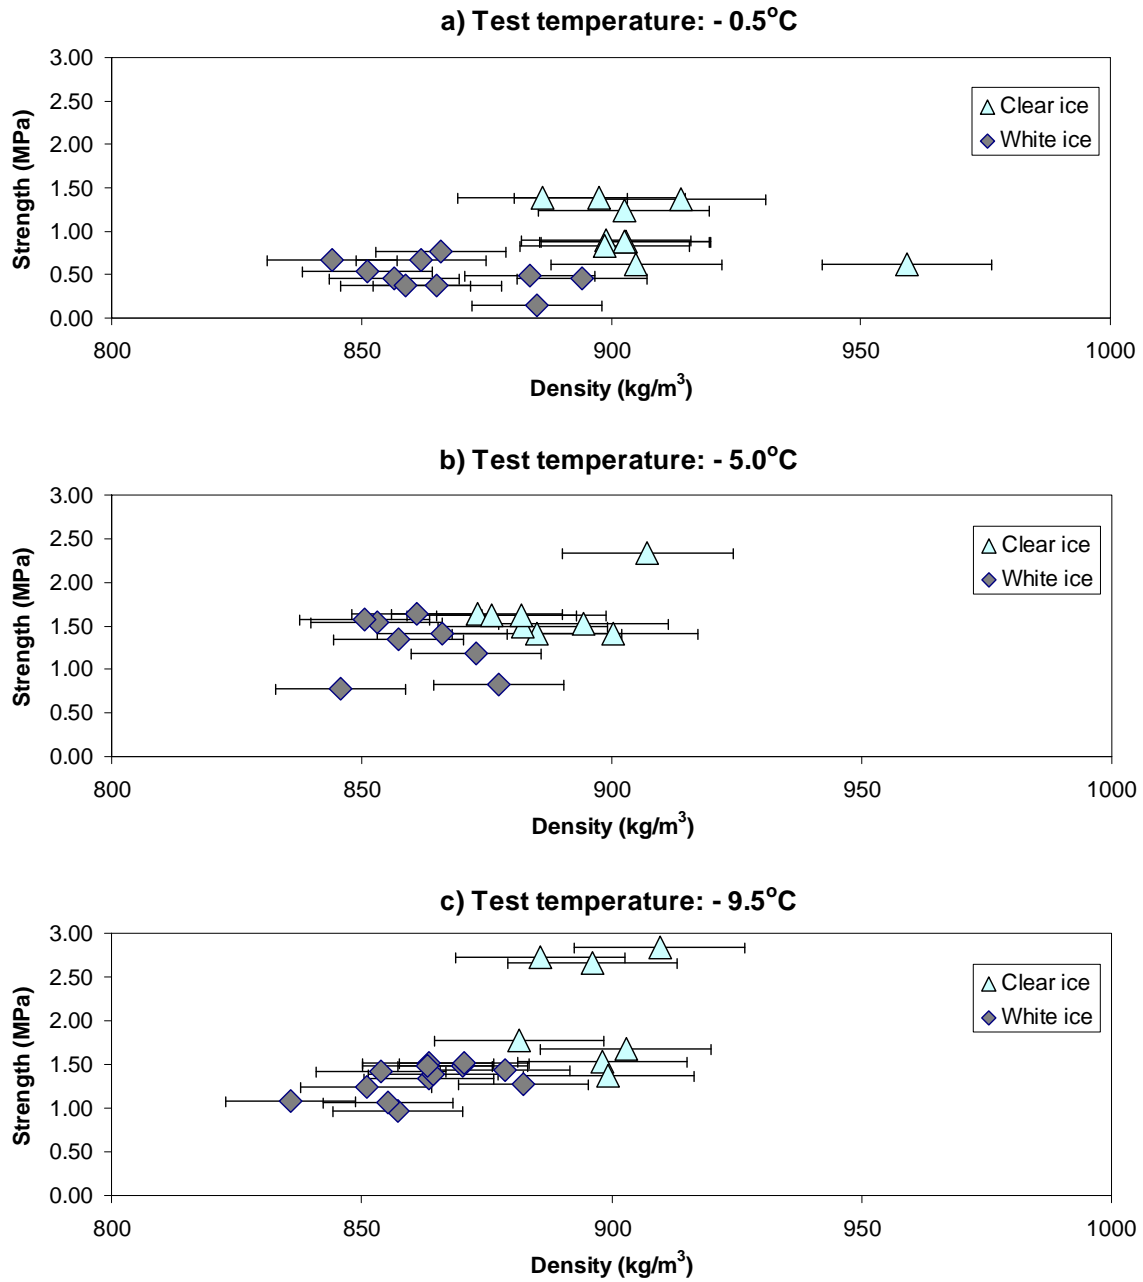 a) Test temperature: - 0.5°C
3.00
2.50
2.00
1.50
1.00
0.50
0.00
Strength (MPa)
Clear ice
White ice
800 850 900 950 1000
Density (kg/m³)
b) Test temperature: - 5.0°C
3.00
2.50
2.00
1.50
1.00
0.50
0.00
Strength (MPa)
Clear ice
White ice
800 850 900 950 1000
Density (kg/m³)
c) Test temperature: - 9.5°C
3.00
2.50
2.00
1.50
1.00
0.50
0.00
Strength (MPa)
Clear ice
White ice
800 850 900 950 1000
Density (kg/m³)